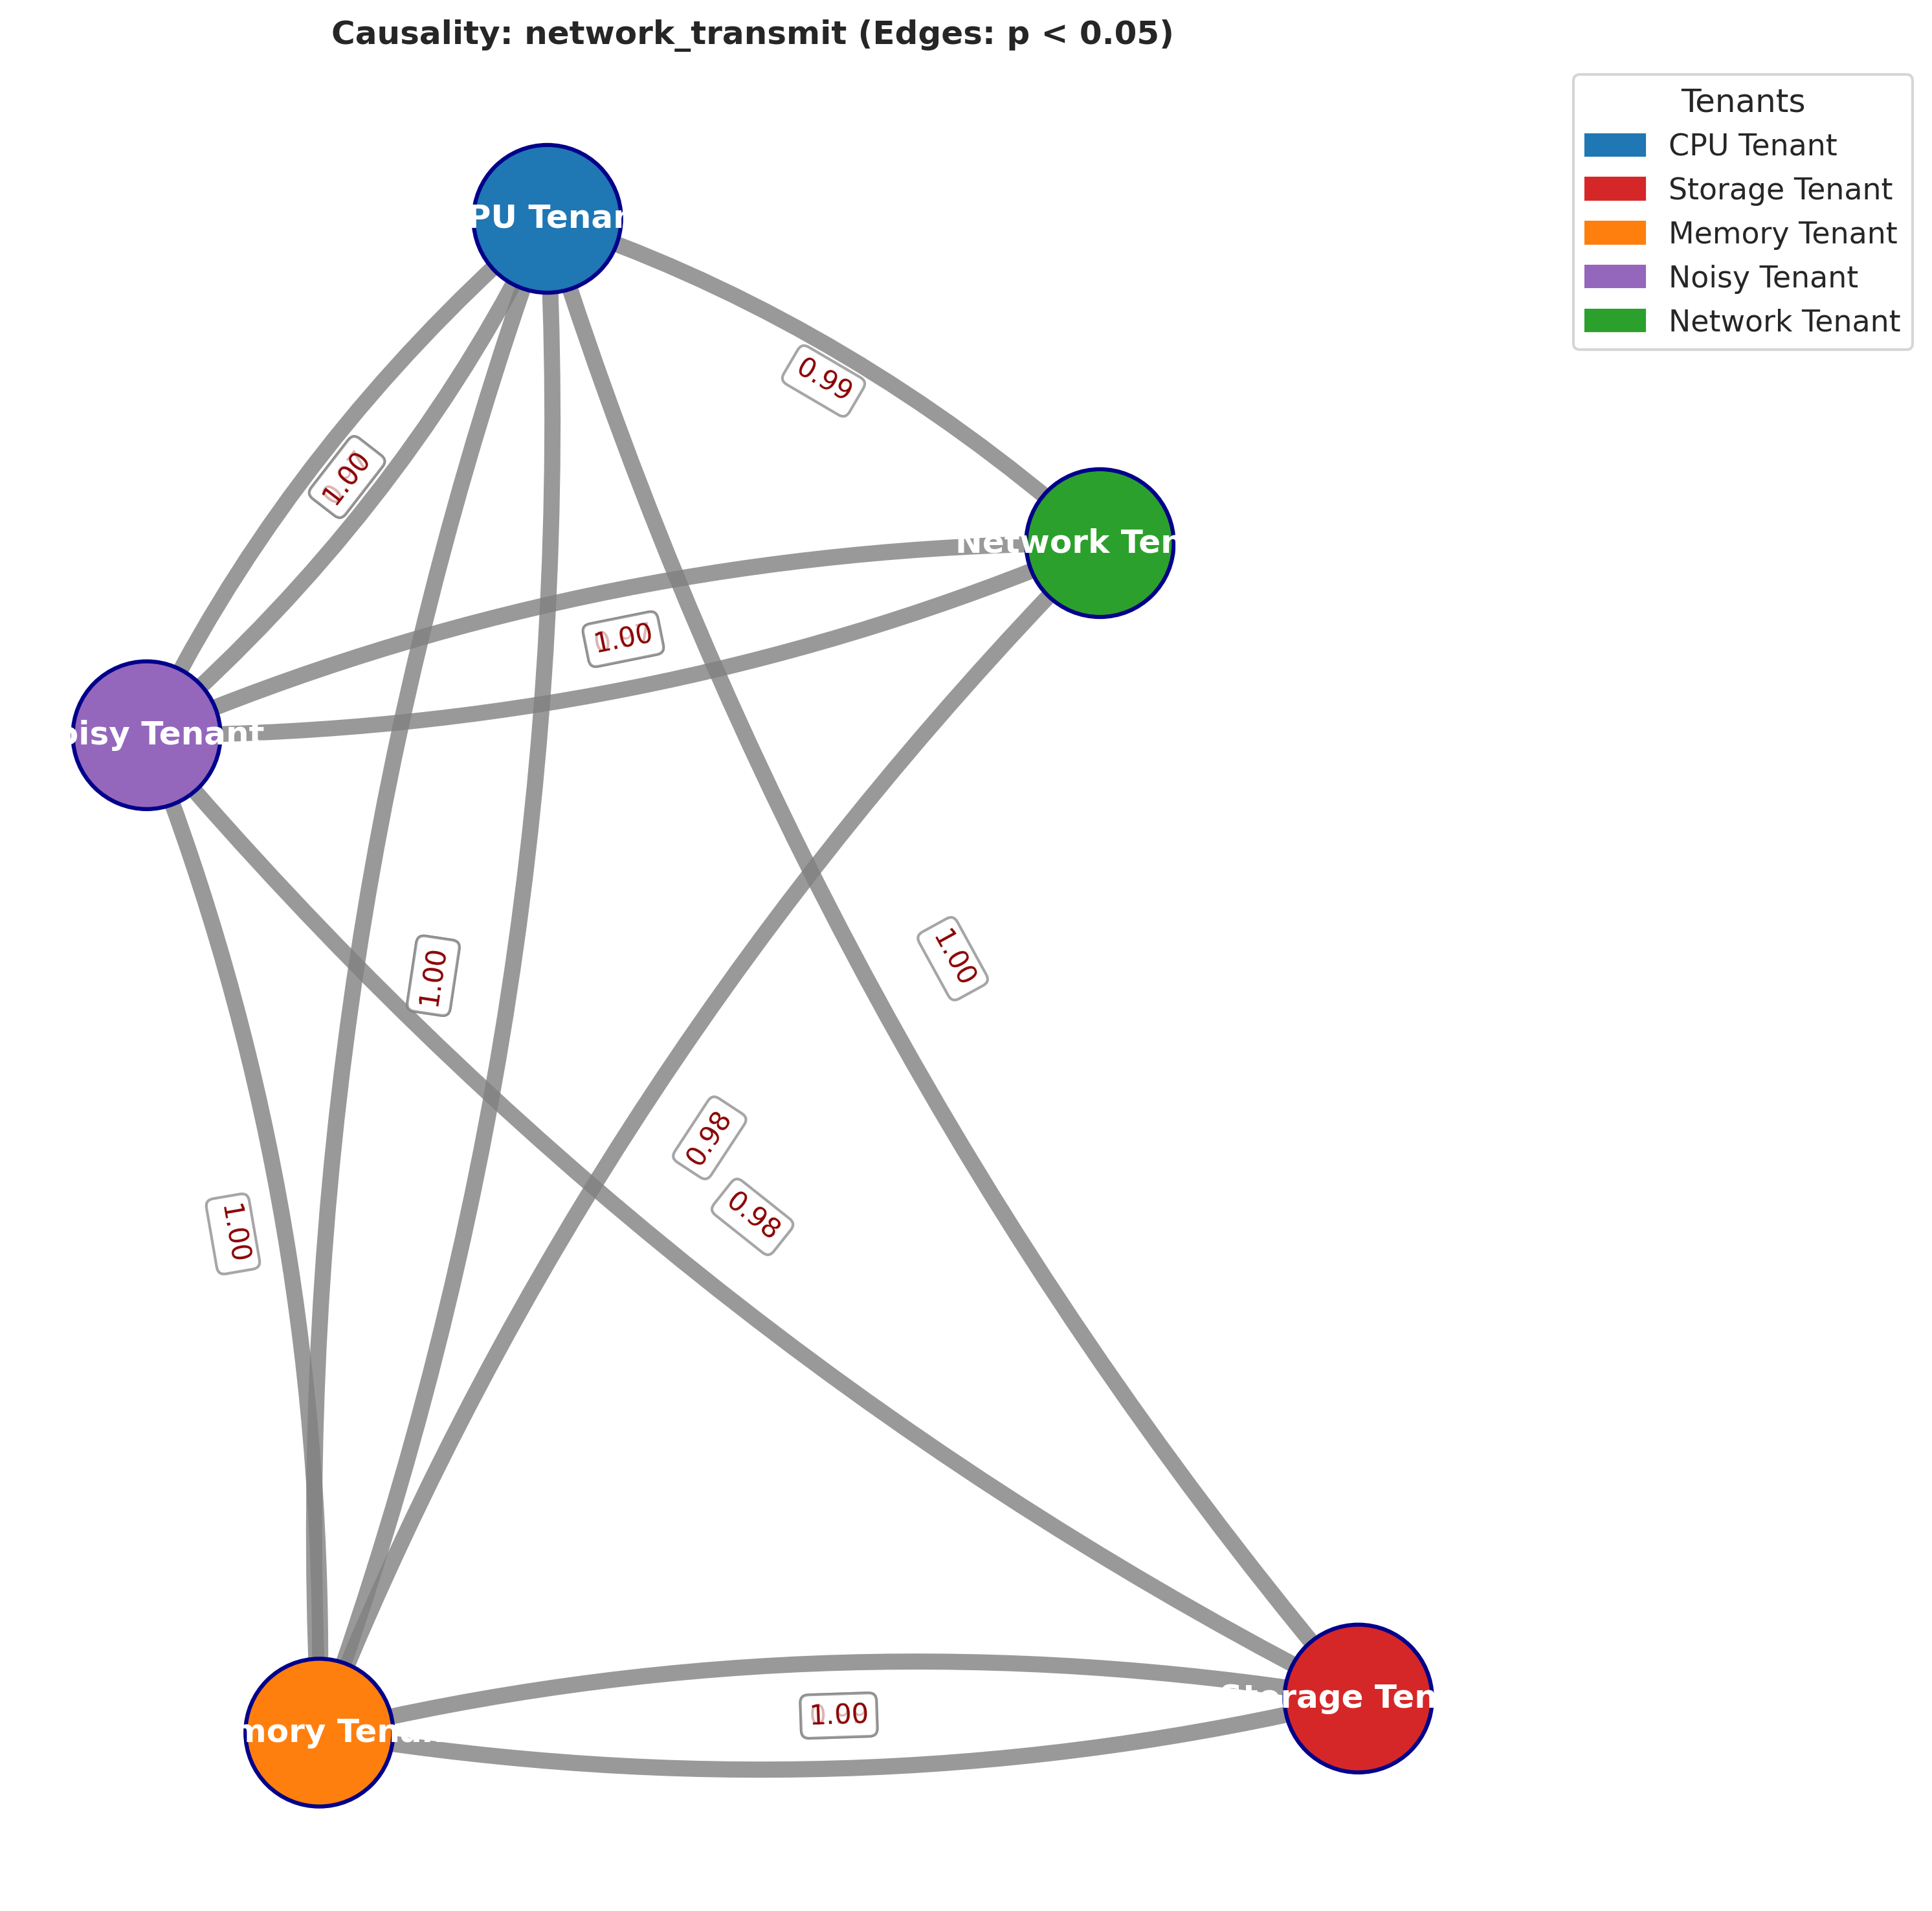 Causality: network_transmit (Edges: p < 0.05)
Tenants
CPU Tenant
Storage Tenant
Memory Tenant
Noisy Tenant
Network Tenant
PU Tenan
0.99
1.00
Network Ten
1.00
oisy Tenant
1.00
1.00
0.98
0.98
1.00
Storage Ten
1.00
mory Tenan